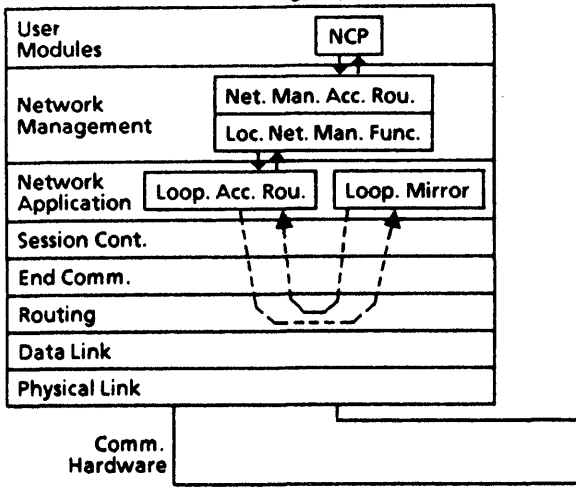 User
Modules
NCP
Network
Management
Net. Man. Acc. Rou.
Loc. Net. Man. Func.
Network
Application
Loop. Acc. Rou.
Loop. Mirror
Session Cont.
End Comm.
Routing
Data Link
Physical Link
Comm.
Hardware